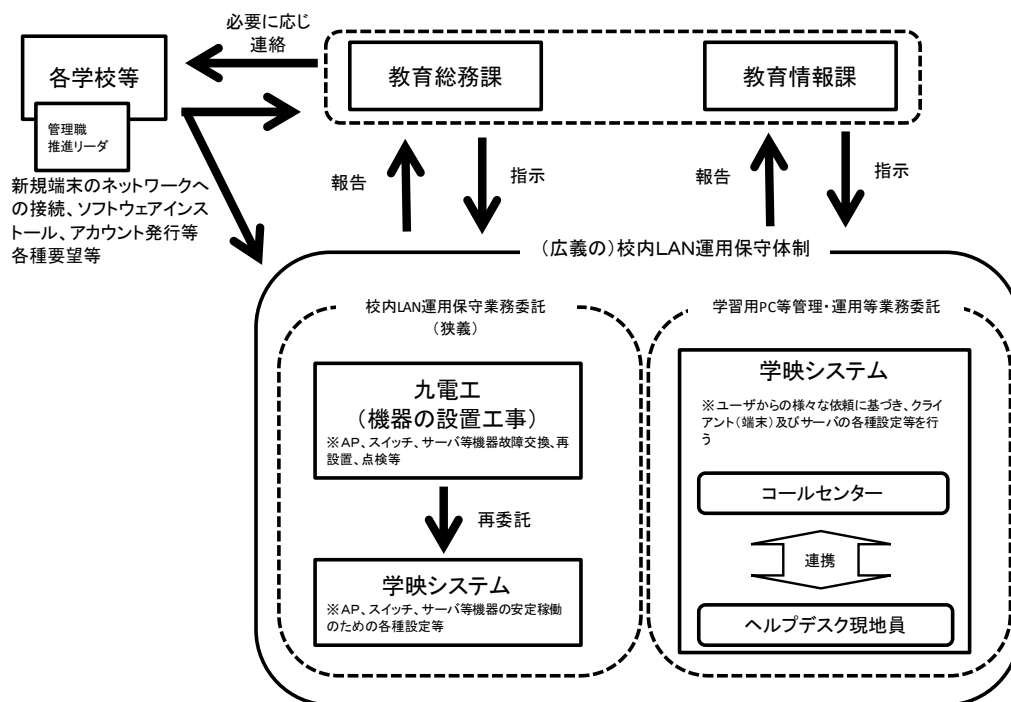 必要に応じ
連絡
各学校等
管理職
推進リーダ
教育総務課
教育情報課
新規端末のネットワークへ
の接続、ソフトウェアインス
トール、アカウント発行等
各種要望等
報告
指示
報告
指示
（広義の）校内LAN運用保守体制
校内LAN運用保守業務委託
（狭義）
九電工
（機器の設置工事）
※AP、スイッチ、サーバ等機器故障交換、再
設置、点検等
再委託
学映システム
※AP、スイッチ、サーバ等機器の安定稼働
のための各種設定等
学習用PC等管理・運用等業務委託
学映システム
※ユーザからの様々な依頼に基づき、クライ
アント（端末）及びサーバの各種設定等を行
う
コールセンター
連携
ヘルプデスク現地員